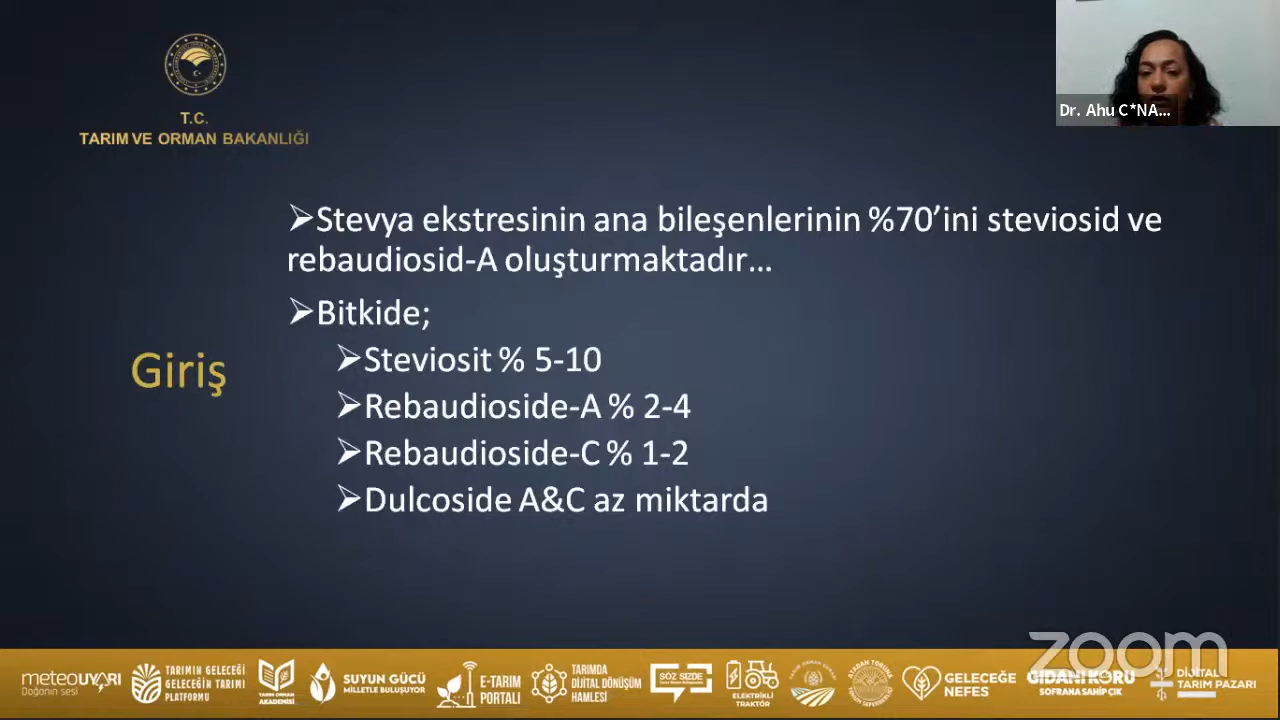 T.C.
TARIM VE ORMAN BAKANLIĞI
Dr. Ahu C*NA...
➢Stevya ekstresinin ana bileşenlerinin %70’ini steviosid ve
rebaudiosid-A oluşturmaktadır...
➢Bitkide;
➢Steviosit % 5-10
➢Rebaudioside-A % 2-4
➢Rebaudioside-C % 1-2
➢Dulcoside A&C az miktarda
Giriş
zoom
meteoUYARI
Doğanın sesi
TARIMIN GELECEĞİ
GELECEĞİN TARIMI
PLATFORMU
TARIM ORMAN
AKADEMİSİ
SUYUN GÜCÜ
MİLLETLE BULUŞUYOR
E-TARIM
PORTALI
TARIMDA
DİJİTAL DÖNÜŞÜM
HAMLESİ
SÖZ SİZDE
ELEKTRİKLİ
TRAKTÖR
GELECEĞE
NEFES
GIDANI KORU
SOFRANA SAHİP ÇIK
DİJİTAL
TARIM PAZARI